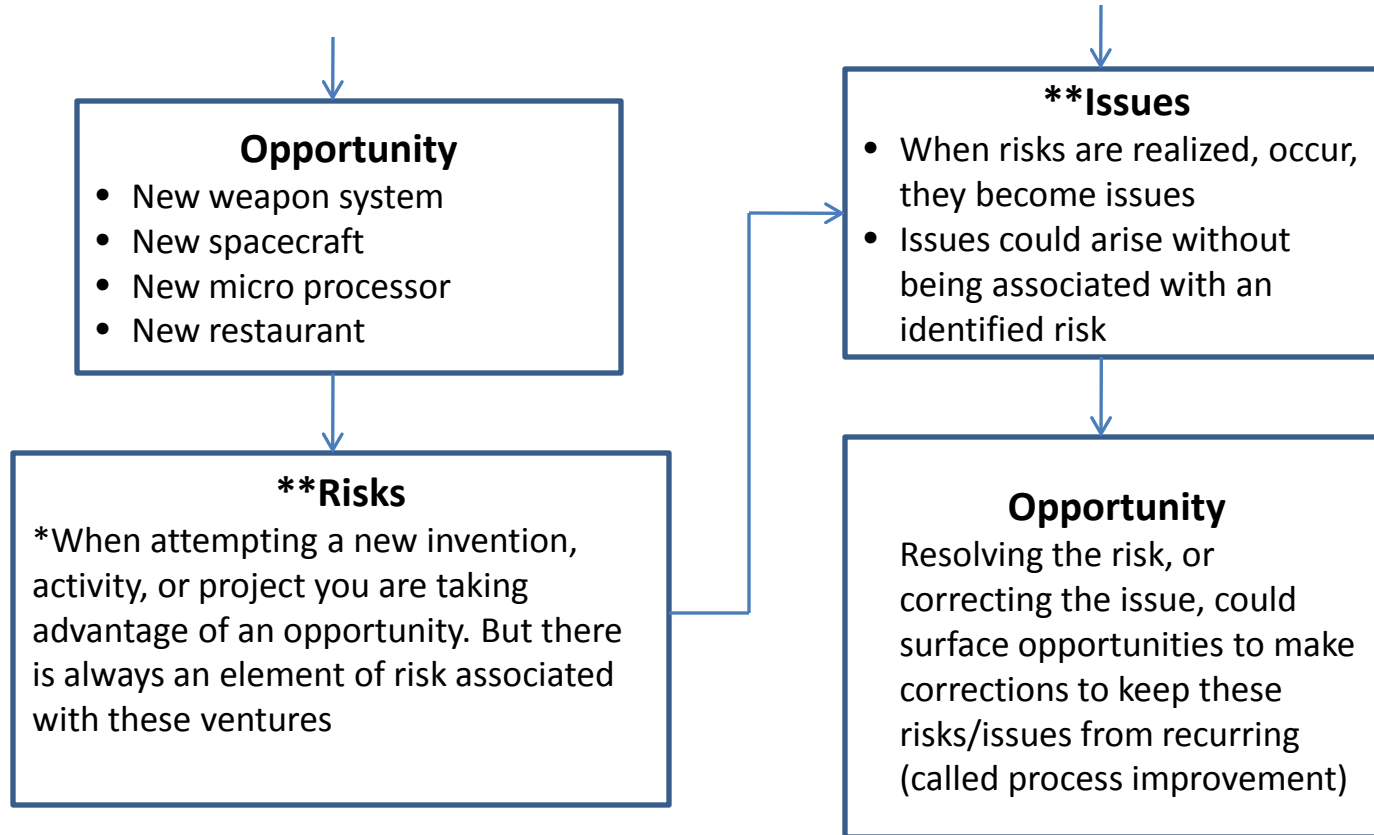 Opportunity
• New weapon system
• New spacecraft
• New micro processor
• New restaurant
**Risks
*When attempting a new invention,
activity, or project you are taking
advantage of an opportunity. But there
is always an element of risk associated
with these ventures
**Issues
• When risks are realized, occur,
they become issues
• Issues could arise without
being associated with an
identified risk
Opportunity
Resolving the risk, or
correcting the issue, could
surface opportunities to make
corrections to keep these
risks/issues from recurring
(called process improvement)